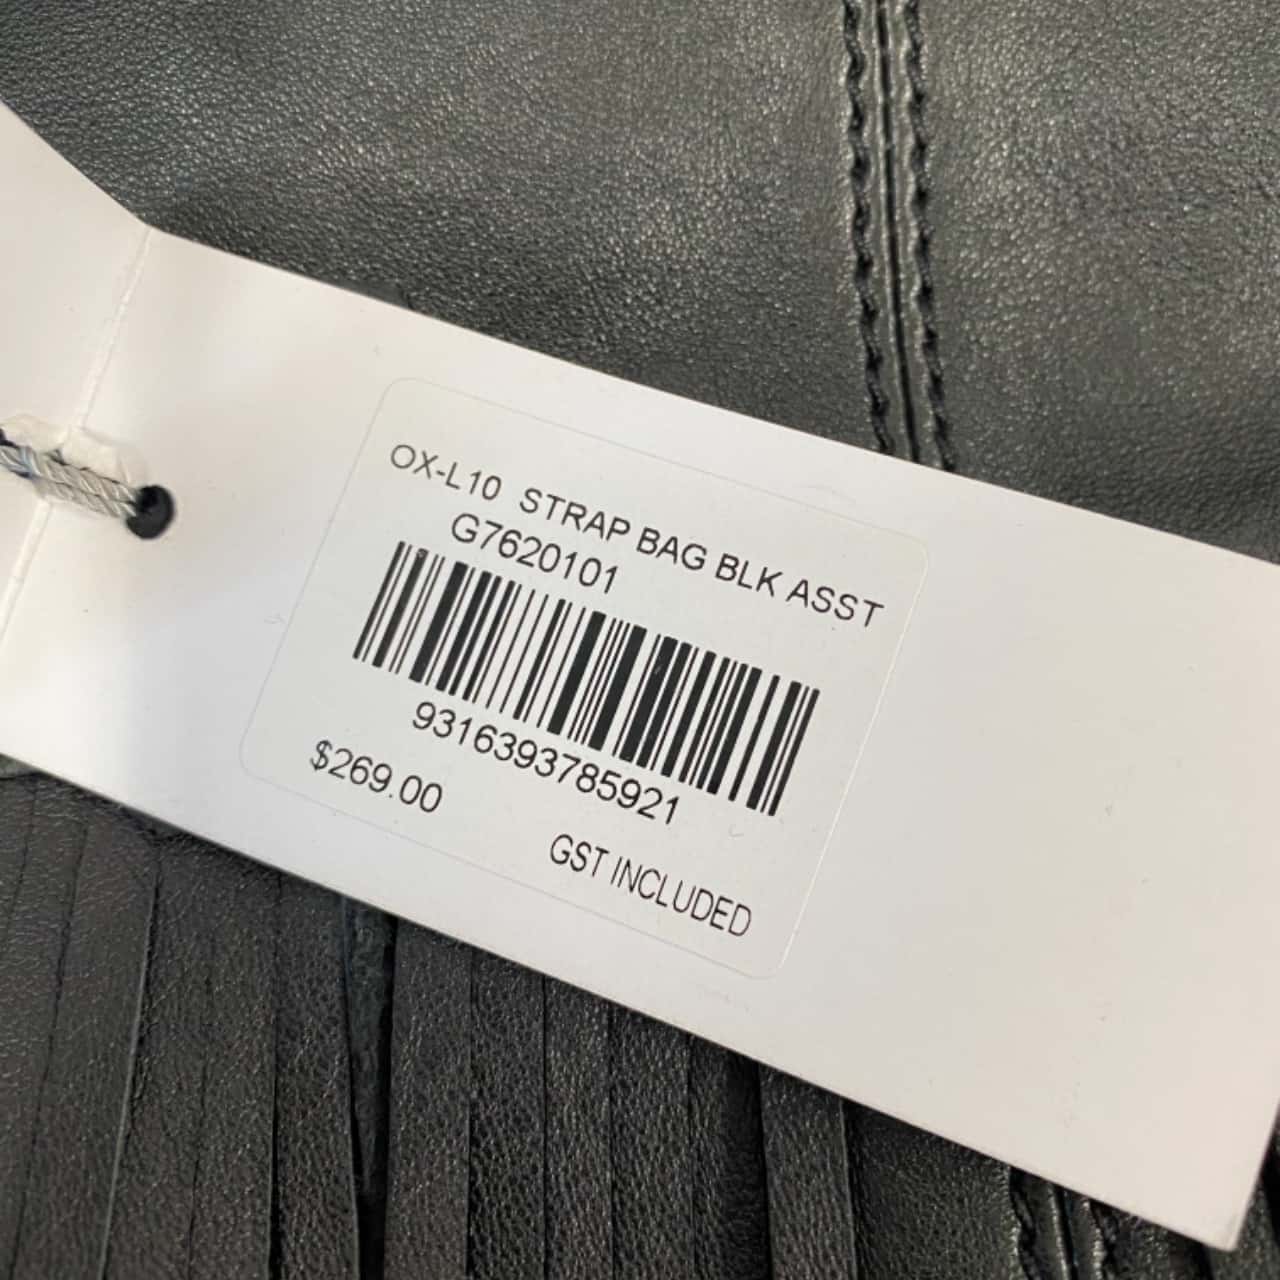 OX-L10 STRAP BAG BLK ASST
G7620101
9316393785921
$269.00
GST INCLUDED